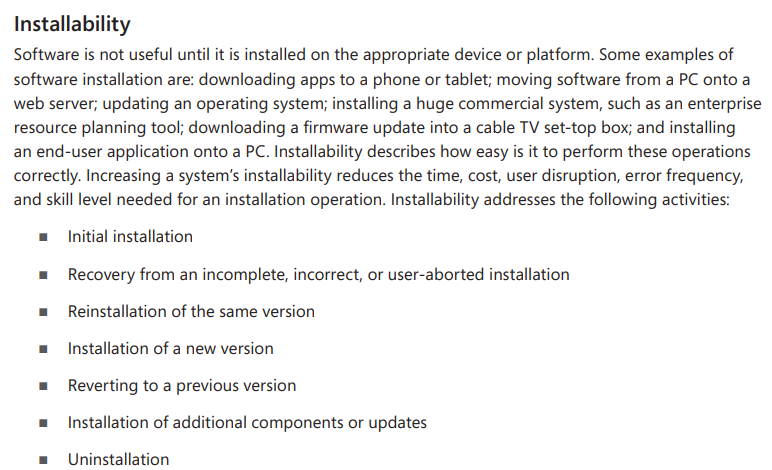 Installability
Software is not useful until it is installed on the appropriate device or platform. Some examples of
software installation are: downloading apps to a phone or tablet; moving software from a PC onto a
web server; updating an operating system; installing a huge commercial system, such as an enterprise
resource planning tool; downloading a firmware update into a cable TV set-top box; and installing
an end-user application onto a PC. Installability describes how easy is it to perform these operations
correctly. Increasing a system’s installability reduces the time, cost, user disruption, error frequency,
and skill level needed for an installation operation. Installability addresses the following activities:
■ Initial installation
■ Recovery from an incomplete, incorrect, or user-aborted installation
■ Reinstallation of the same version
■ Installation of a new version
■ Reverting to a previous version
■ Installation of additional components or updates
■ Uninstallation